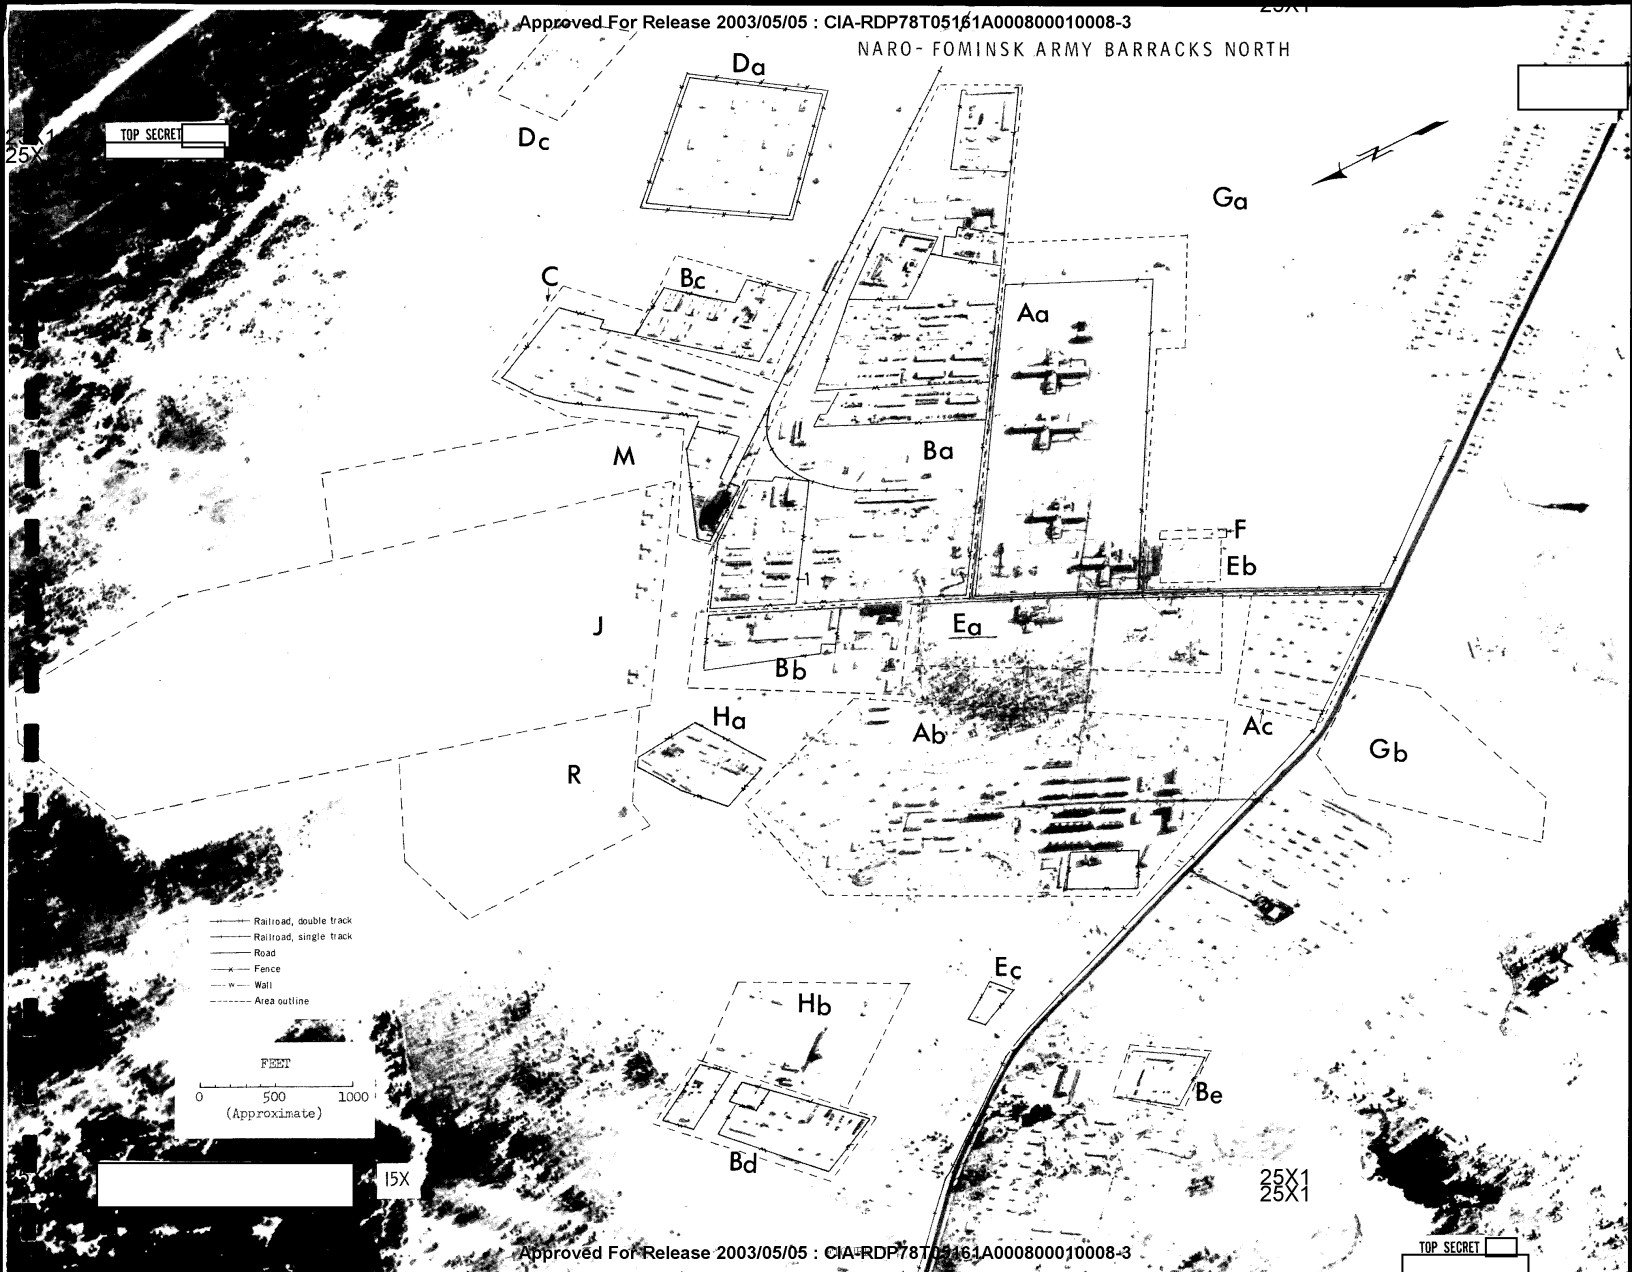 Approved For Release 2003/05/05 : CIA-RDP78T05161A000800010008-3
25X1
NARO-FOMINSK ARMY BARRACKS NORTH
Da
Dc
TOP SECRET
25X
N
Ga
C
Bc
Aa
M
Ba
F
Eb
J
1
Ea
Bb
Ha
Ab
Ac
Gb
R
Railroad, double track
Railroad, single track
Road
Fence
Wall
Area outline
Ec
Hb
FEET
0 500 1000
(Approximate)
Be
Bd
15X
25X1
25X1
Approved For Release 2003/05/05 : CIA-RDP78T05161A000800010008-3
TOP SECRET